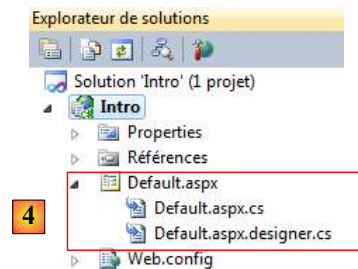 Explorateur de solutions
Solution 'Intro' (1 projet)
Intro
Properties
Références
Default.aspx
4
Default.aspx.cs
Default.aspx.designer.cs
Web.config